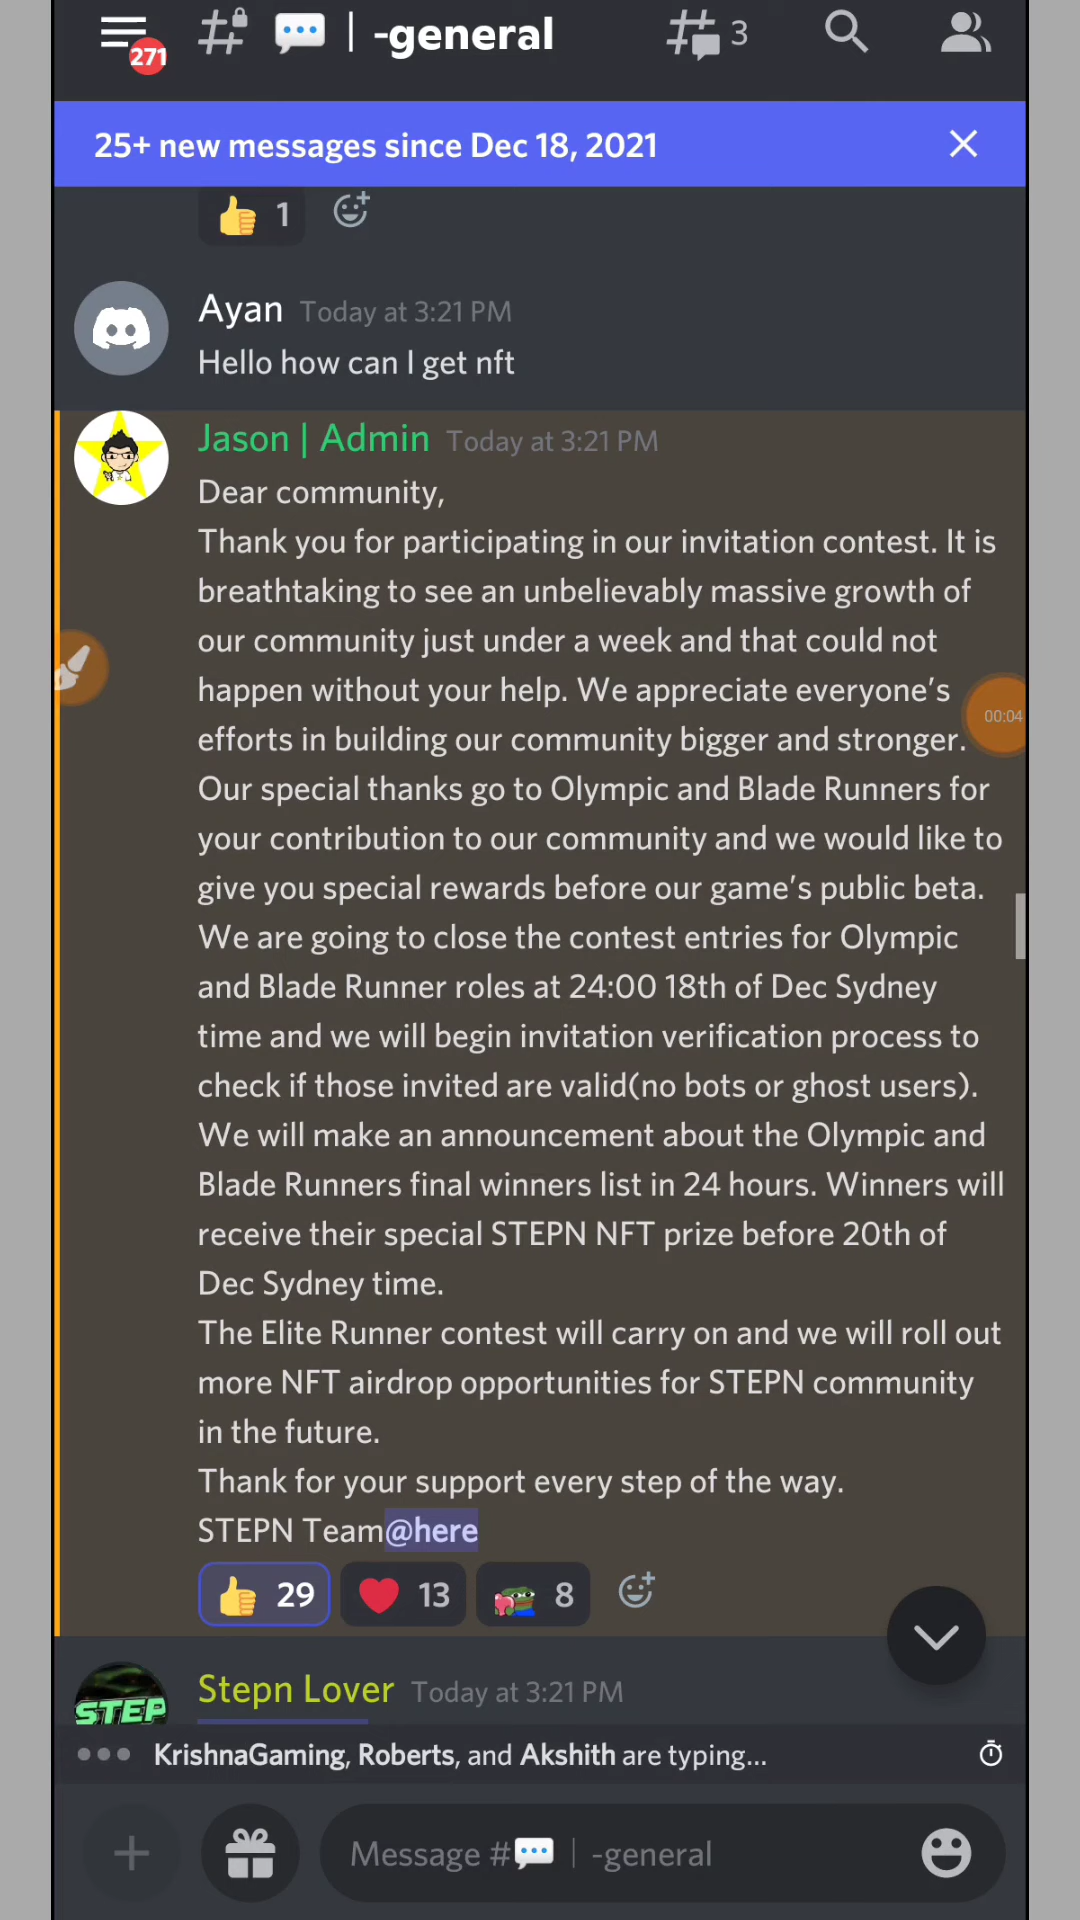 271 # | -general 3
25+ new messages since Dec 18, 2021
1
Ayan Today at 3:21 PM
Hello how can I get nft
Jason | Admin Today at 3:21 PM
Dear community,
Thank you for participating in our invitation contest. It is
breathtaking to see an unbelievably massive growth of
our community just under a week and that could not
happen without your help. We appreciate everyone’s
00:04
efforts in building our community bigger and stronger.
Our special thanks go to Olympic and Blade Runners for
your contribution to our community and we would like to
give you special rewards before our game’s public beta.
We are going to close the contest entries for Olympic
and Blade Runner roles at 24:00 18th of Dec Sydney
time and we will begin invitation verification process to
check if those invited are valid(no bots or ghost users).
We will make an announcement about the Olympic and
Blade Runners final winners list in 24 hours. Winners will
receive their special STEPN NFT prize before 20th of
Dec Sydney time.
The Elite Runner contest will carry on and we will roll out
more NFT airdrop opportunities for STEPN community
in the future.
Thank for your support every step of the way.
STEPN Team@here
29 13 8
Stepn Lover Today at 3:21 PM
STEP
KrishnaGaming, Roberts, and Akshith are typing...
Message #💬 | -general